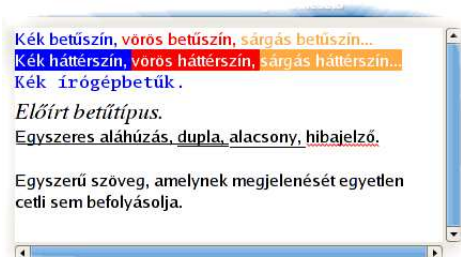 Kék betűszín, vörös betűszín, sárgás betűszín...
Kék háttérszín, vörös háttérszín, sárgás háttérszín...
Kék írógépbetűk.
Előírt betűtípus.
Egyszeres aláhúzás, dupla, alacsony, hibajelző.
Egyszerű szöveg, amelynek megjelenését egyetlen
cetli sem befolyásolja.